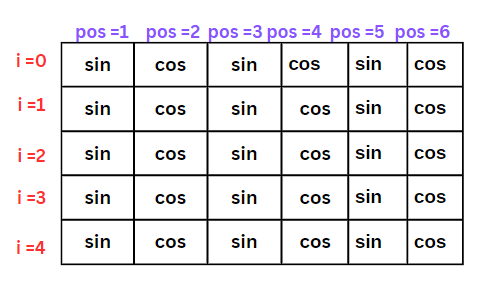 pos =1 pos =2 pos =3 pos =4 pos =5 pos =6
i =0 sin cos sin cos sin cos
i =1 sin cos sin cos sin cos
i =2 sin cos sin cos sin cos
i =3 sin cos sin cos sin cos
i =4 sin cos sin cos sin cos